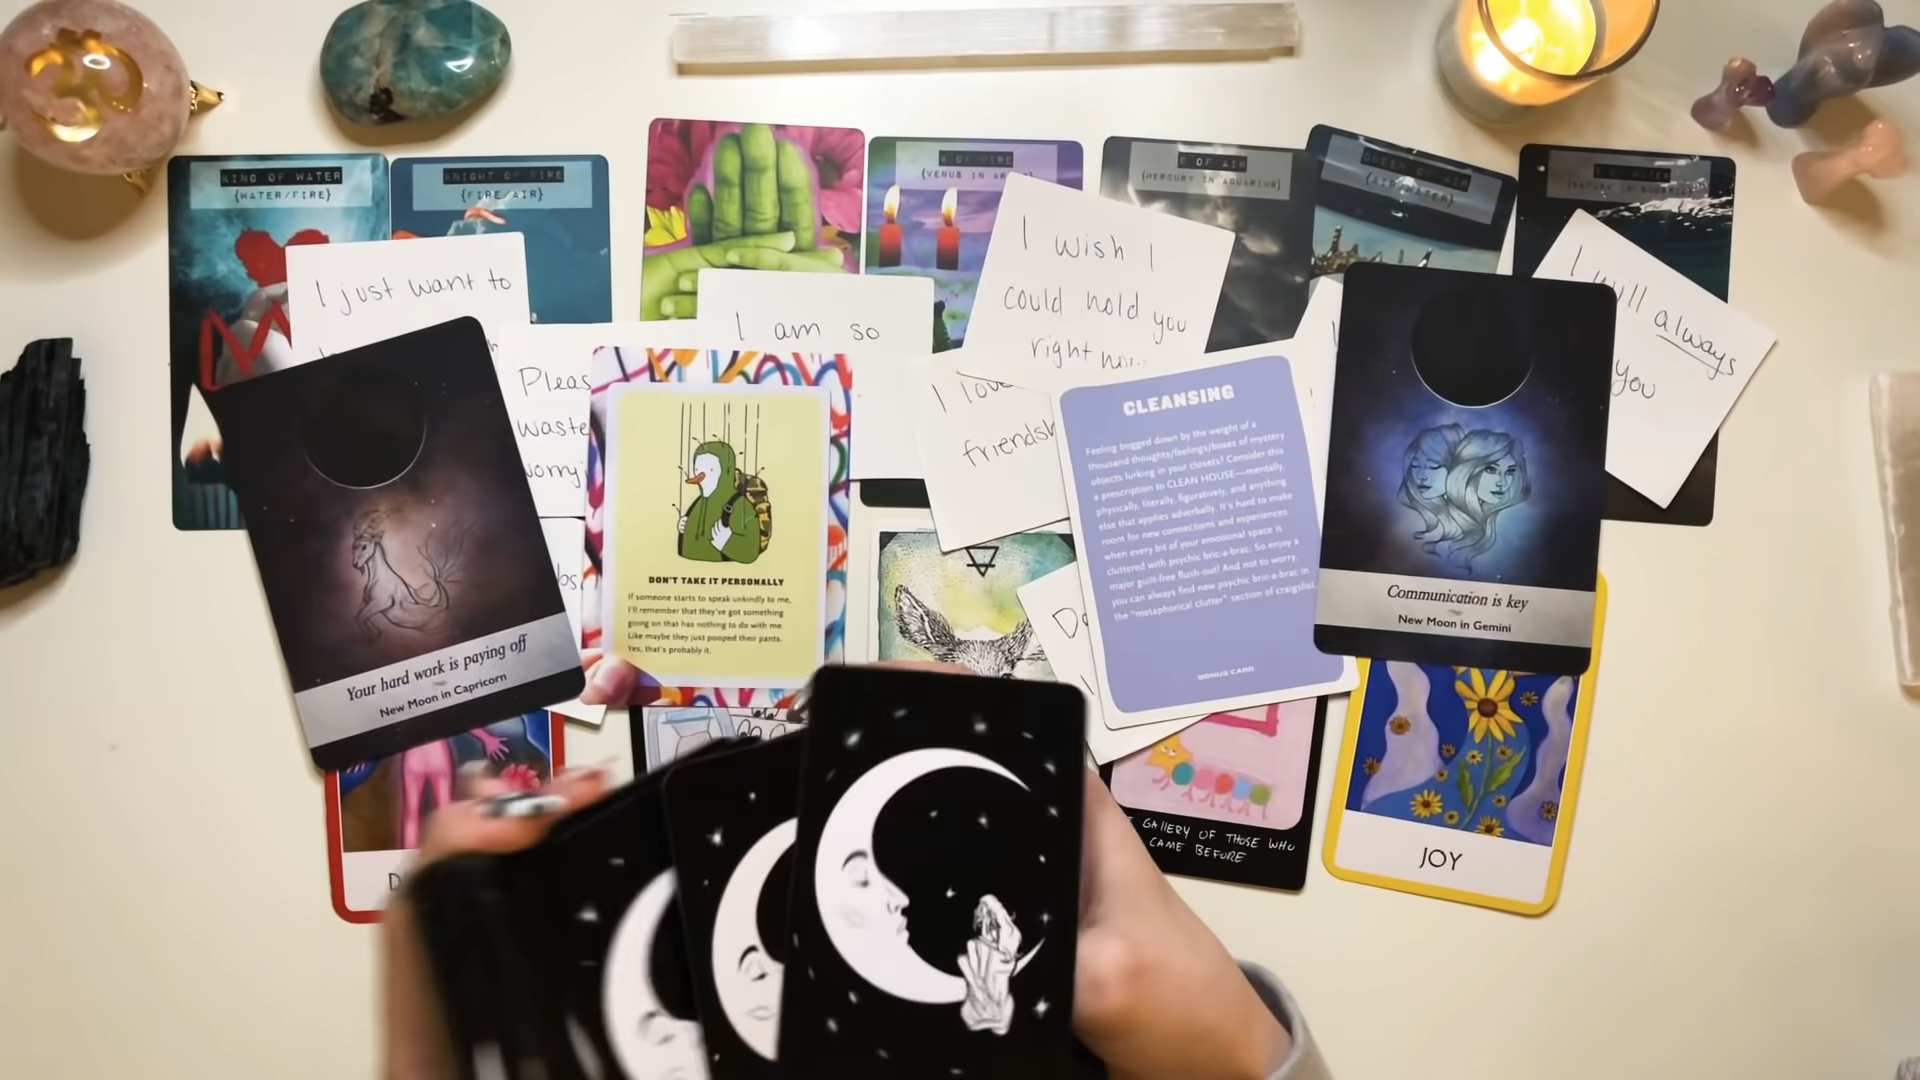 KING OF WATER
{WATER/FIRE}
KNIGHT OF FIRE
{FIRE/AIR}
OF FIRE
{VENUS IN
OF AIR
{MERCURY IN AQUARIUS}
QUEEN OF AIR
{AIR/WATER}
OF WATER
I just want to
Pleas
waste
worryi
I am so
I wish I
could hold you
right
I love
friendsh
I will always
you
Your hard work is paying off
New Moon in Capricorn
DON'T TAKE IT PERSONALLY
If someone starts to speak unkindly to me,
I'll remember that they've got something
going on that has nothing to do with me.
Like maybe they just pooped their pants.
Yes, that's probably it.
CLEANSING
Feeling bogged down by the weight of a
thousand thoughts/feelings/boxes of mystery
objects lurking in your closets? Consider this
a prescription to CLEAN HOUSE—mentally,
physically, literally, figuratively, and anything
else that applies adverbally. It's hard to make
room for new connections and experiences
when every bit of your emotional space is
cluttered with psychic bric-a-brac. So enjoy a
major guilt-free flush-out! And not to worry,
you can always find new psychic bric-a-brac in
the "metaphorical clutter" section of craigslist.
BONUS CARD
Communication is key
New Moon in Gemini
GALLERY OF THOSE WHO
CAME BEFORE
JOY